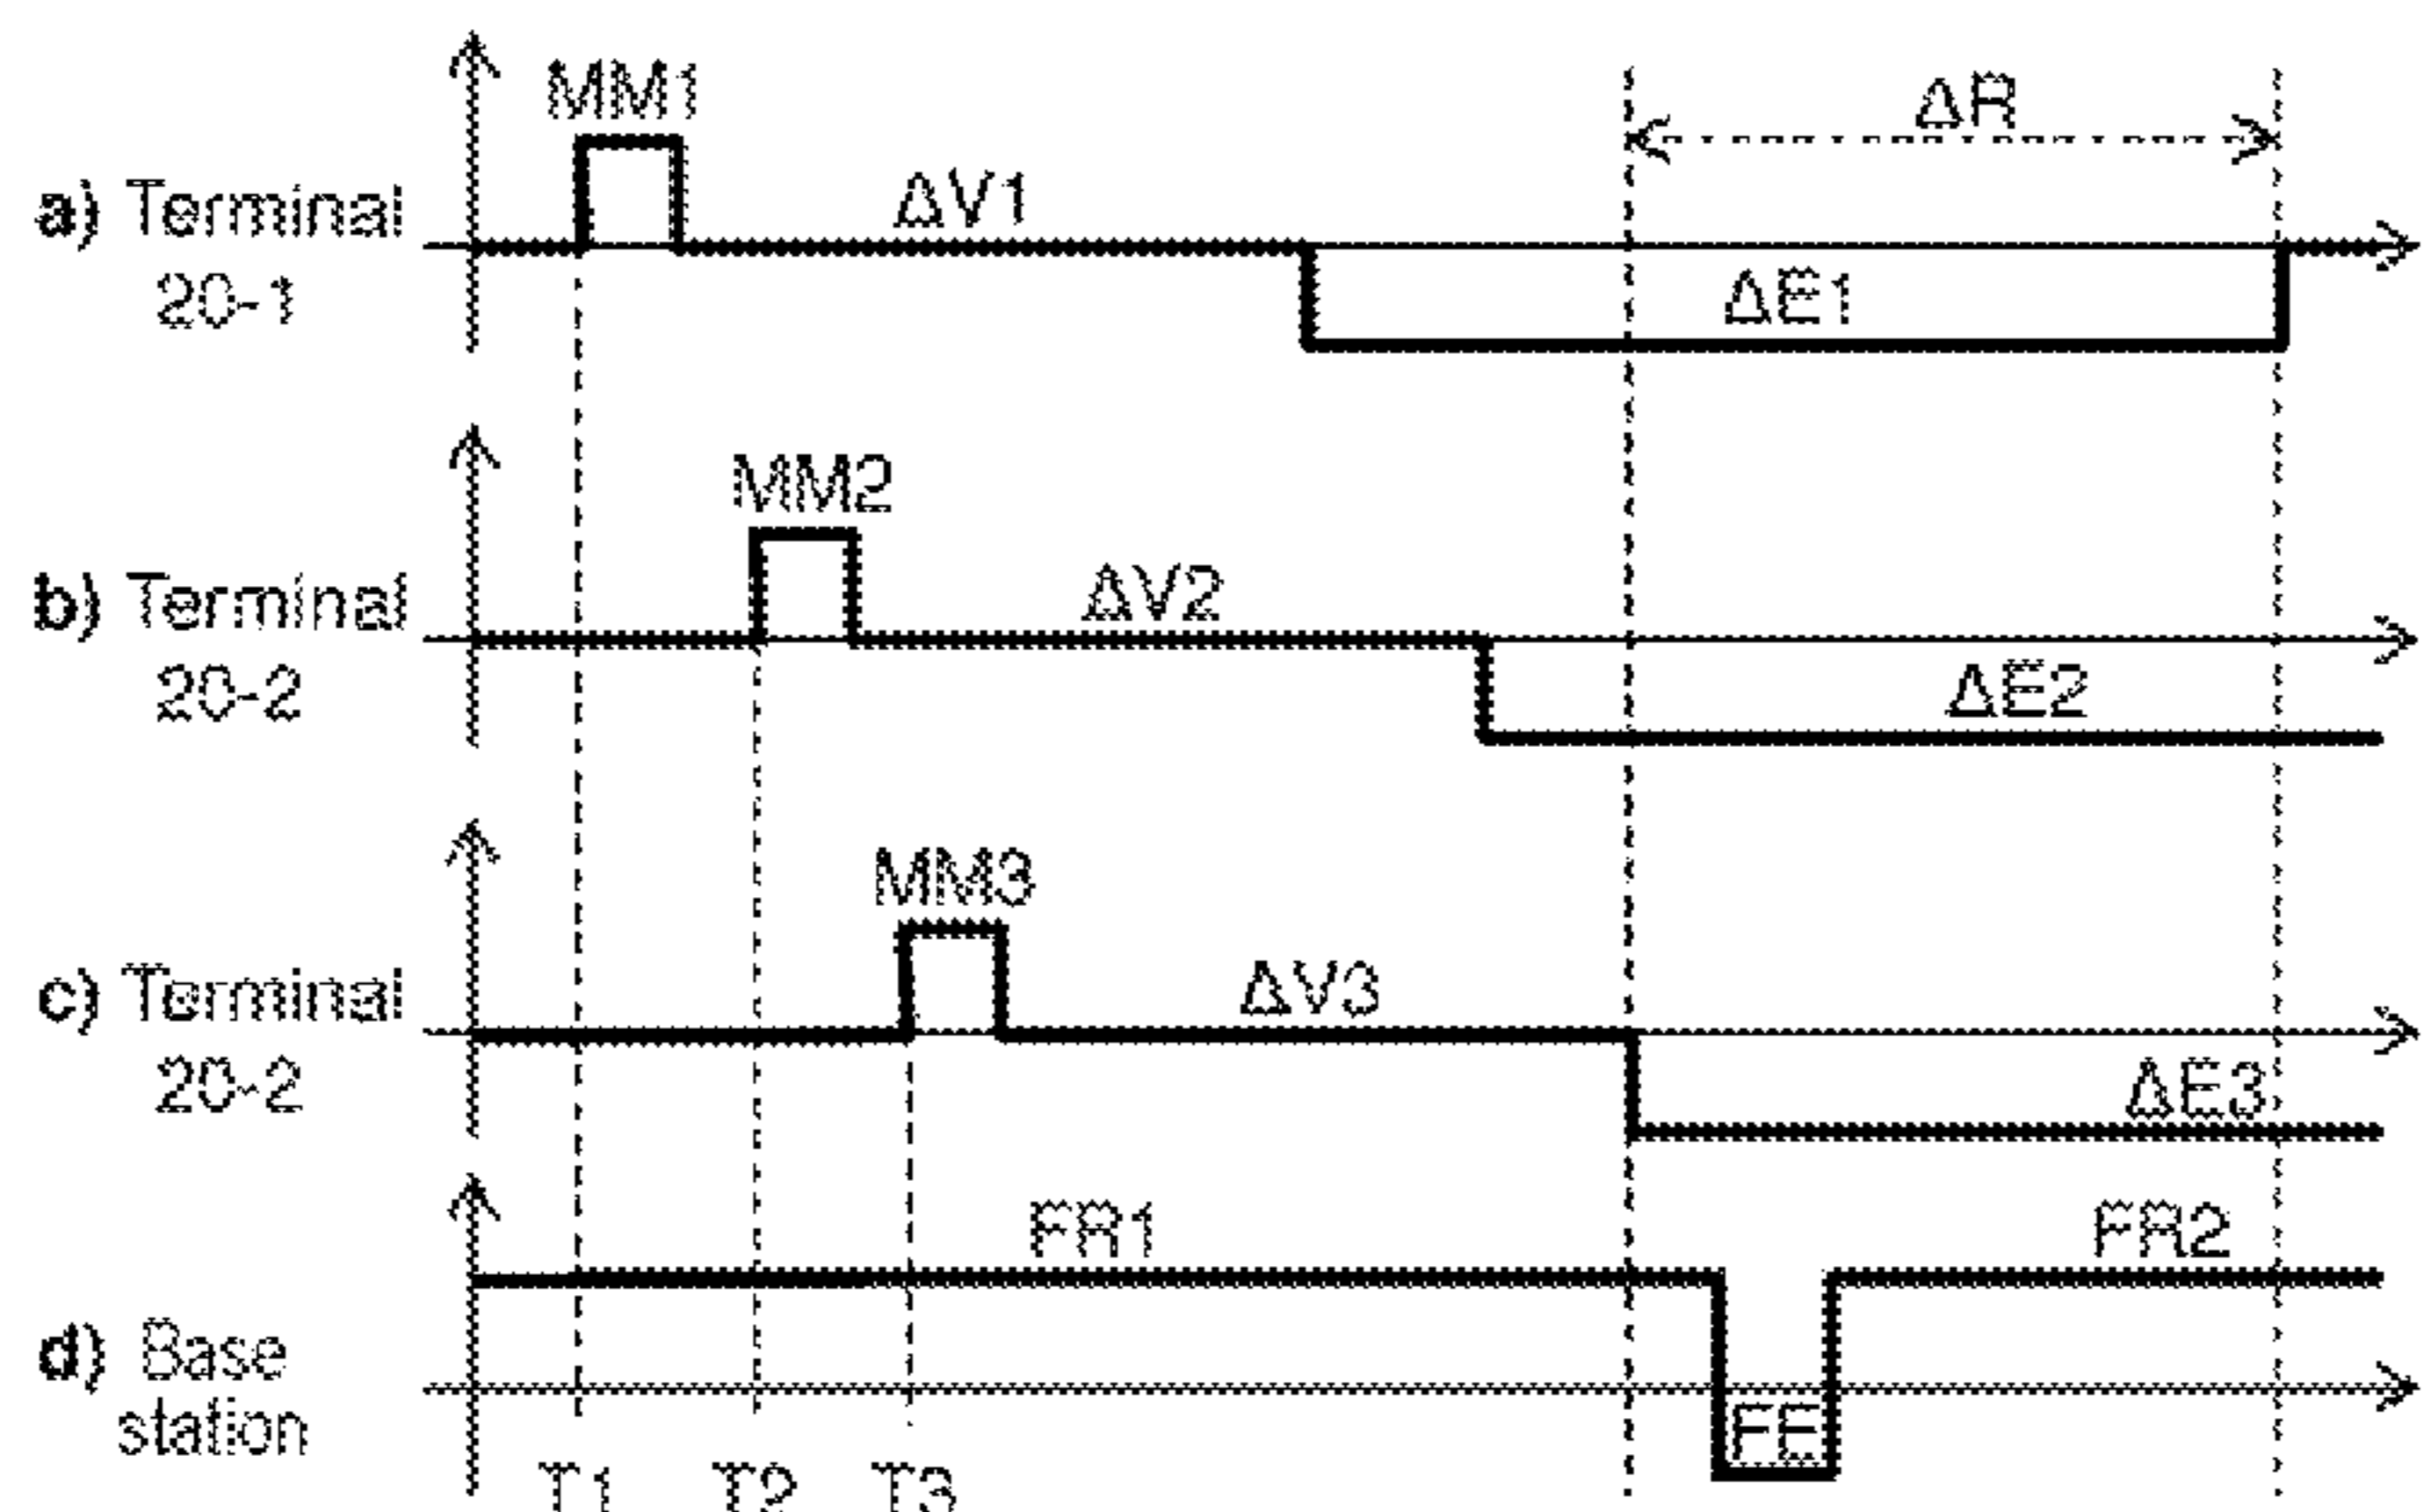 MM1
ΔR
ΔV1
a) Terminal
20-1
ΔE1
MM2
ΔV2
b) Terminal
20-2
ΔE2
MM3
ΔV3
c) Terminal
20-2
ΔE3
FR1
FR2
d) Base
station
FE
T1 T2 T3